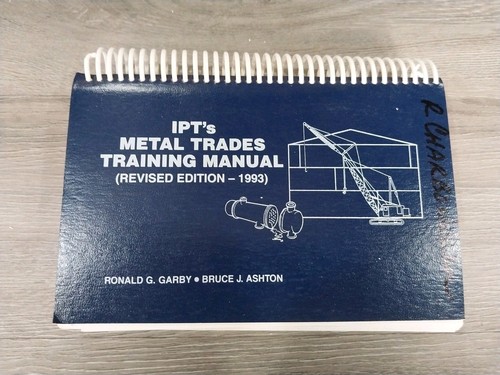 IPT's
METAL TRADES
TRAINING MANUAL
(REVISED EDITION – 1993)
RONALD G. GARBY • BRUCE J. ASHTON
R